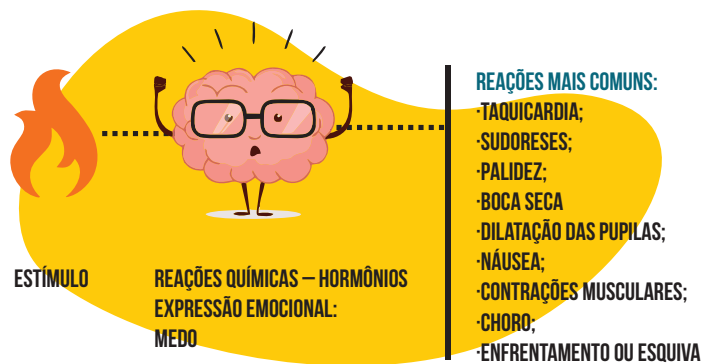 ESTÍMULO
REAÇÕES QUÍMICAS – HORMÔNIOS
EXPRESSÃO EMOCIONAL:
MEDO
REAÇÕES MAIS COMUNS:
·TAQUICARDIA;
·SUDORESES;
·PALIDEZ;
·BOCA SECA
·DILATAÇÃO DAS PUPILAS;
·NÁUSEA;
·CONTRAÇÕES MUSCULARES;
·CHORO;
·ENFRENTAMENTO OU ESQUIVA